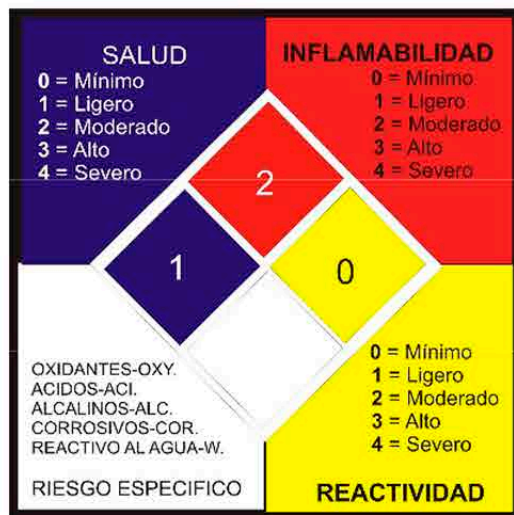 SALUD
0 = Mínimo
1 = Ligero
2 = Moderado
3 = Alto
4 = Severo
INFLAMABILIDAD
0 = Mínimo
1 = Ligero
2 = Moderado
3 = Alto
4 = Severo
2
1
0
OXIDANTES-OXY.
ACIDOS-ACI.
ALCALINOS-ALC.
CORROSIVOS-COR.
REACTIVO AL AGUA-W.
RIESGO ESPECIFICO
0 = Mínimo
1 = Ligero
2 = Moderado
3 = Alto
4 = Severo
REACTIVIDAD